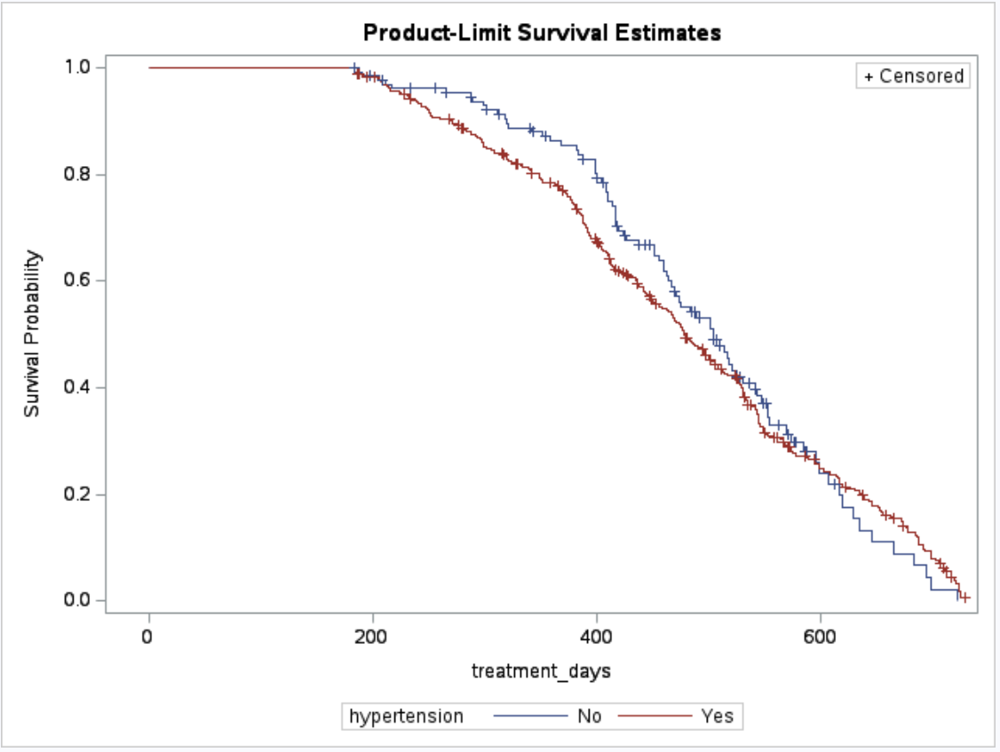 Product-Limit Survival Estimates
+ Censored
1.0
0.8
0.6
0.4
0.2
0.0
Survival Probability
0 200 400 600
treatment_days
hypertension No Yes